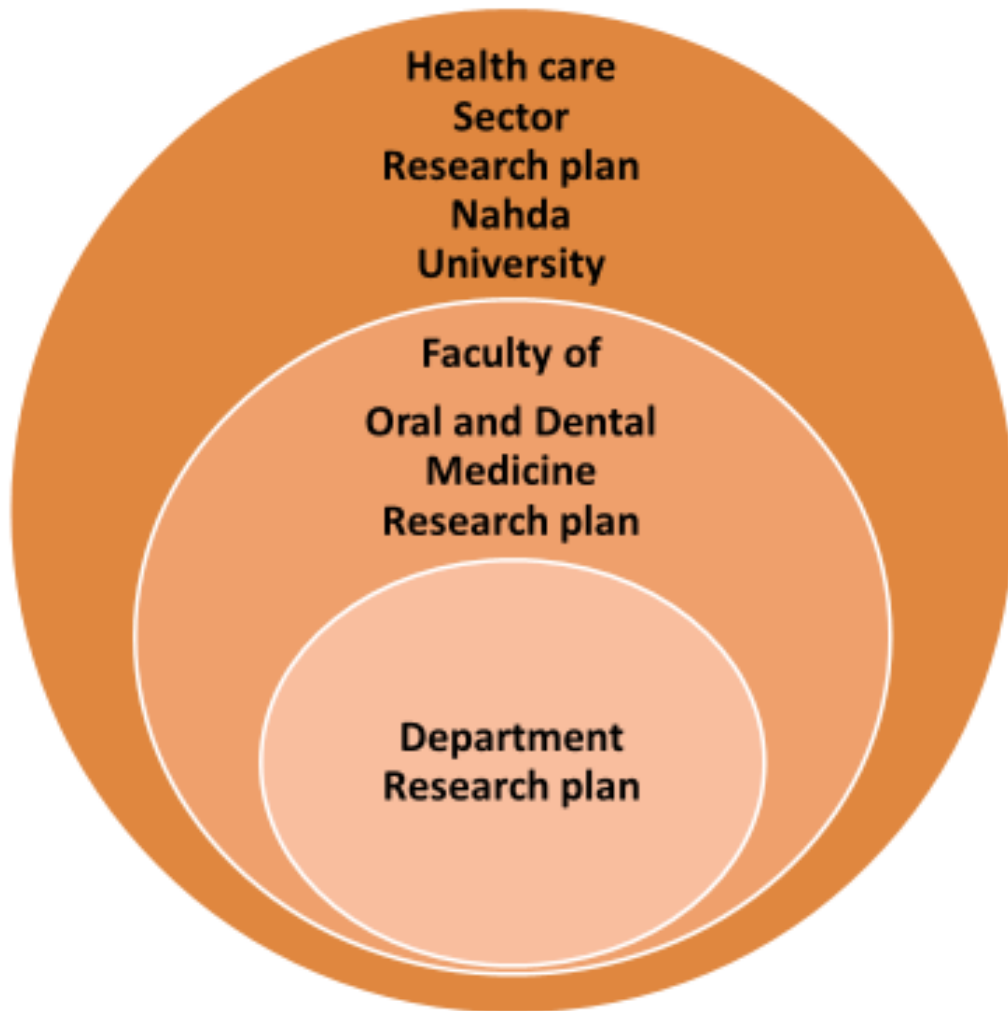 Health care
Sector
Research plan
Nahda
University
Faculty of
Oral and Dental
Medicine
Research plan
Department
Research plan